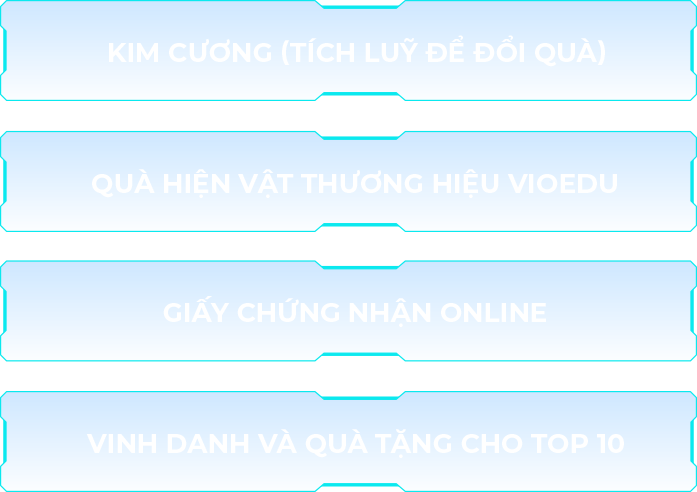 KIM CƯƠNG (TÍCH LUỸ ĐỂ ĐỔI QUÀ)
QUÀ HIỆN VẬT THƯƠNG HIỆU VIOEDU
GIẤY CHỨNG NHẬN ONLINE
VINH DANH VÀ QUÀ TẶNG CHO TOP 10